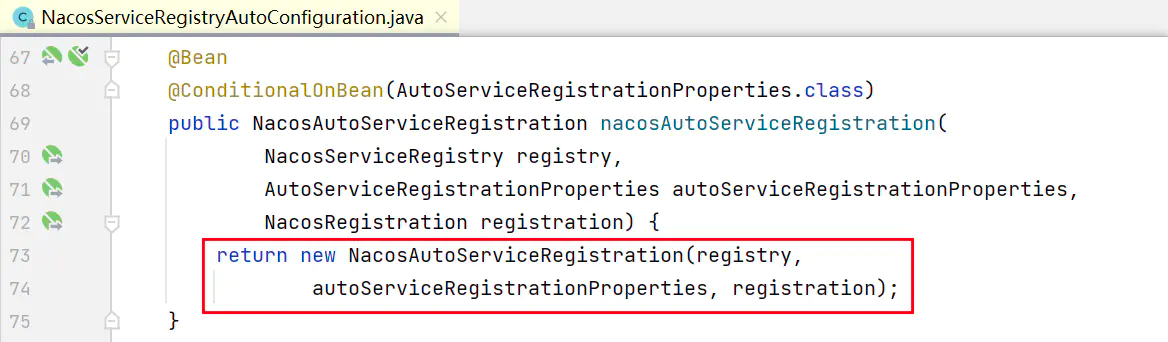 NacosServiceRegistryAutoConfiguration.java
67 @Bean
68 @ConditionalOnBean(AutoServiceRegistrationProperties.class)
69 public NacosAutoServiceRegistration nacosAutoServiceRegistration(
70 NacosServiceRegistry registry,
71 AutoServiceRegistrationProperties autoServiceRegistrationProperties,
72 NacosRegistration registration) {
73 return new NacosAutoServiceRegistration(registry,
74 autoServiceRegistrationProperties, registration);
75 }